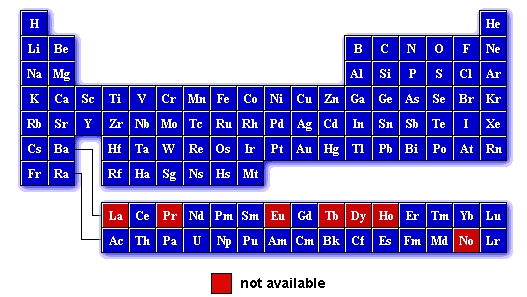 H He
Li Be B C N O F Ne
Na Mg Al Si P S Cl Ar
K Ca Sc Ti V Cr Mn Fe Co Ni Cu Zn Ga Ge As Se Br Kr
Rb Sr Y Zr Nb Mo Tc Ru Rh Pd Ag Cd In Sn Sb Te I Xe
Cs Ba Hf Ta W Re Os Ir Pt Au Hg Tl Pb Bi Po At Rn
Fr Ra Rf Ha Sg Ns Hs Mt
La Ce Pr Nd Pm Sm Eu Gd Tb Dy Ho Er Tm Yb Lu
Ac Th Pa U Np Pu Am Cm Bk Cf Es Fm Md No Lr
not available